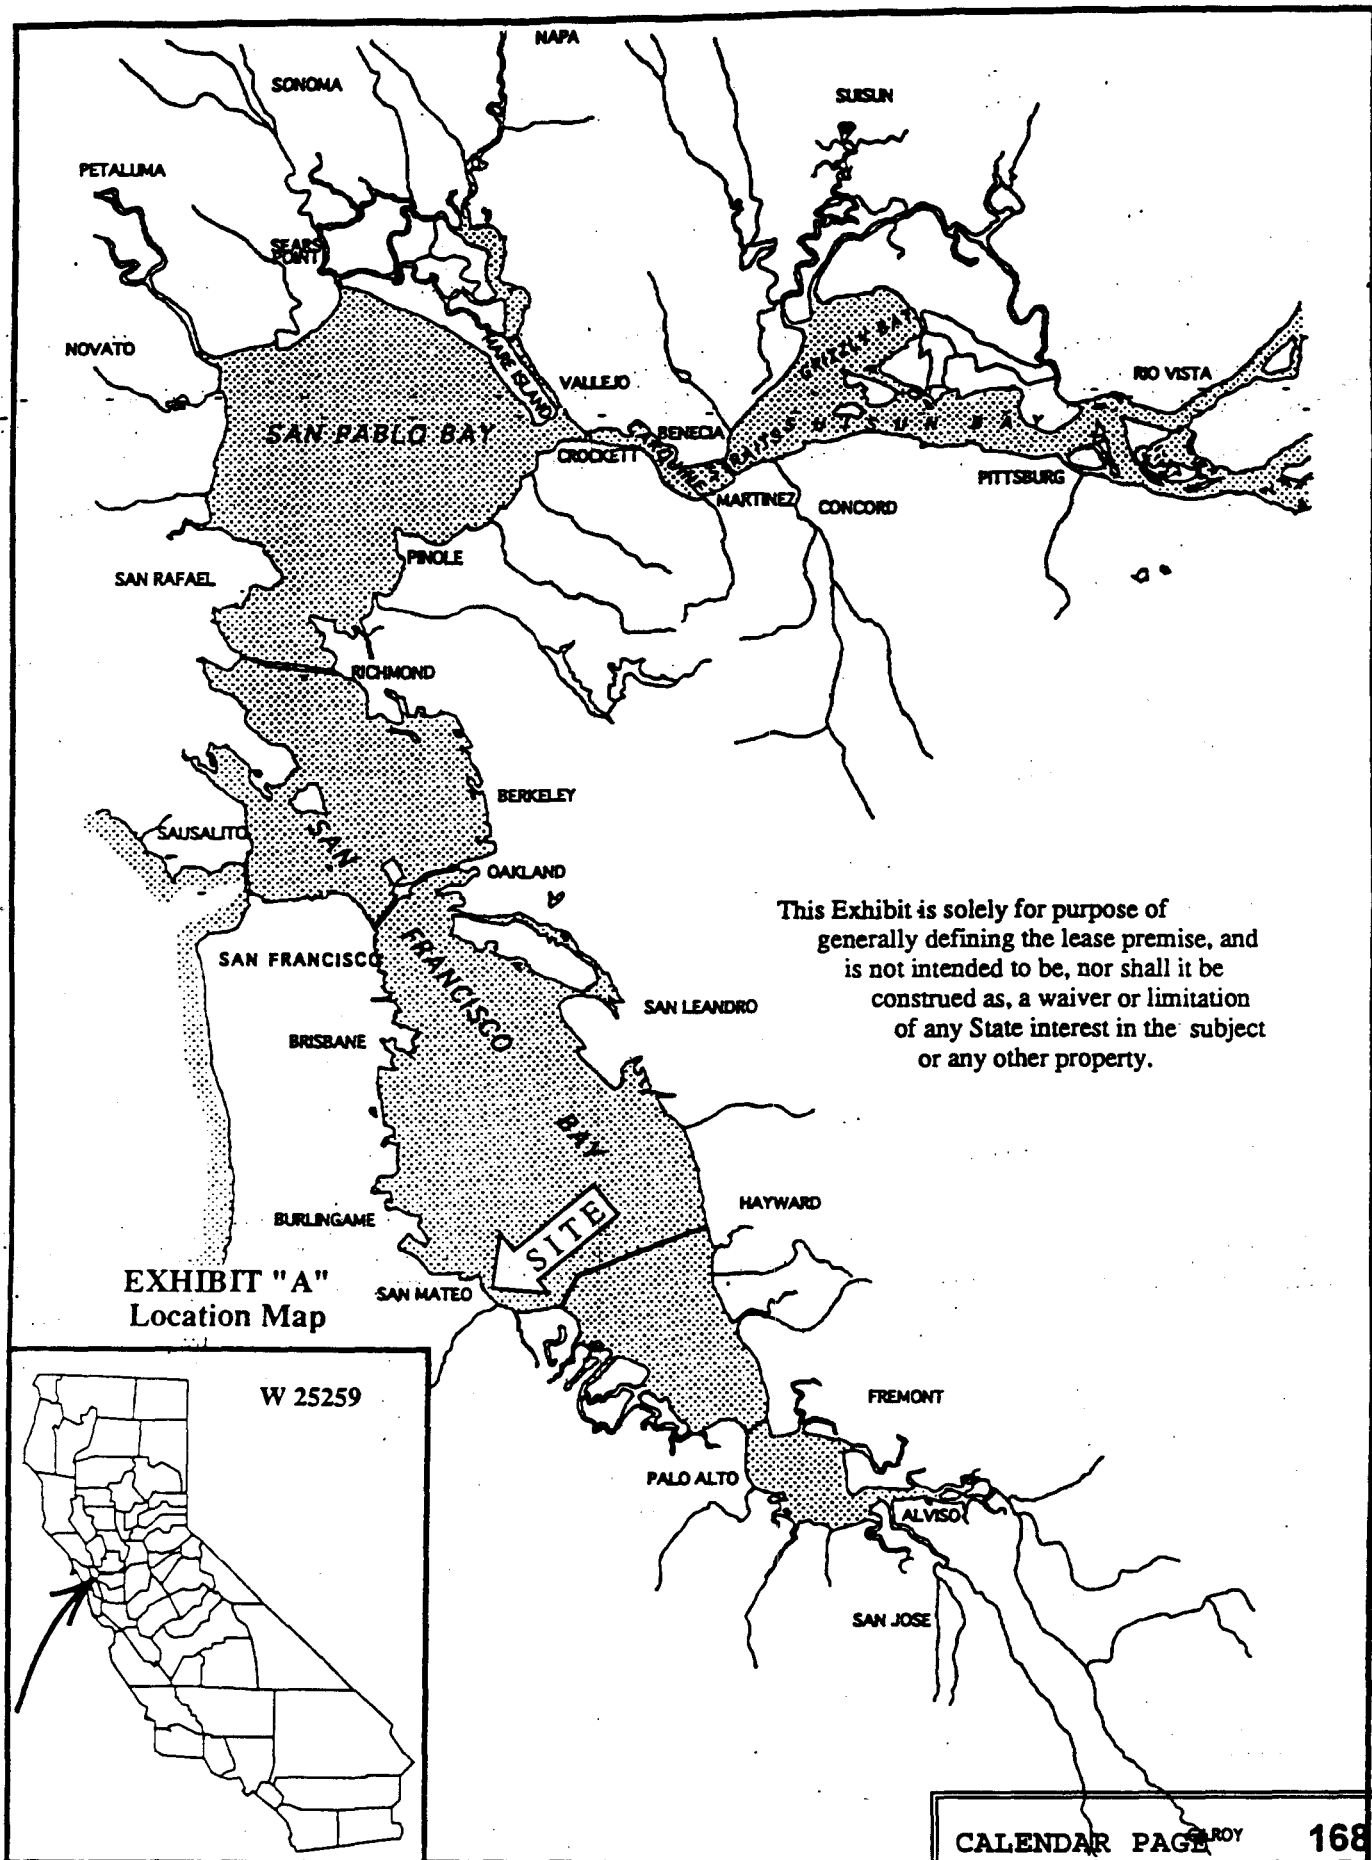 NAPA
SONOMA
SUISUN
PETALUMA
SEARS
POINT
NOVATO
MARE ISLAND
GRIZZLY BAY
RIO VISTA
VALLEJO
SAN PABLO BAY
CARQUINEZ STRAITS
BENECIA
SUISUN BAY
CROCKETT
PITTSBURG
MARTINEZ
CONCORD
PINOLE
SAN RAFAEL
RICHMOND
BERKELEY
SAUSALITO
SAN FRANCISCO BAY
OAKLAND
This Exhibit is solely for purpose of
generally defining the lease premise, and
is not intended to be, nor shall it be
construed as, a waiver or limitation
of any State interest in the subject
or any other property.
SAN FRANCISCO
SAN LEANDRO
BRISBANE
HAYWARD
BURLINGAME
SITE
EXHIBIT "A"
Location Map
SAN MATEO
W 25259
FREMONT
PALO ALTO
ALVISO
SAN JOSE
CALENDAR PAGE
168